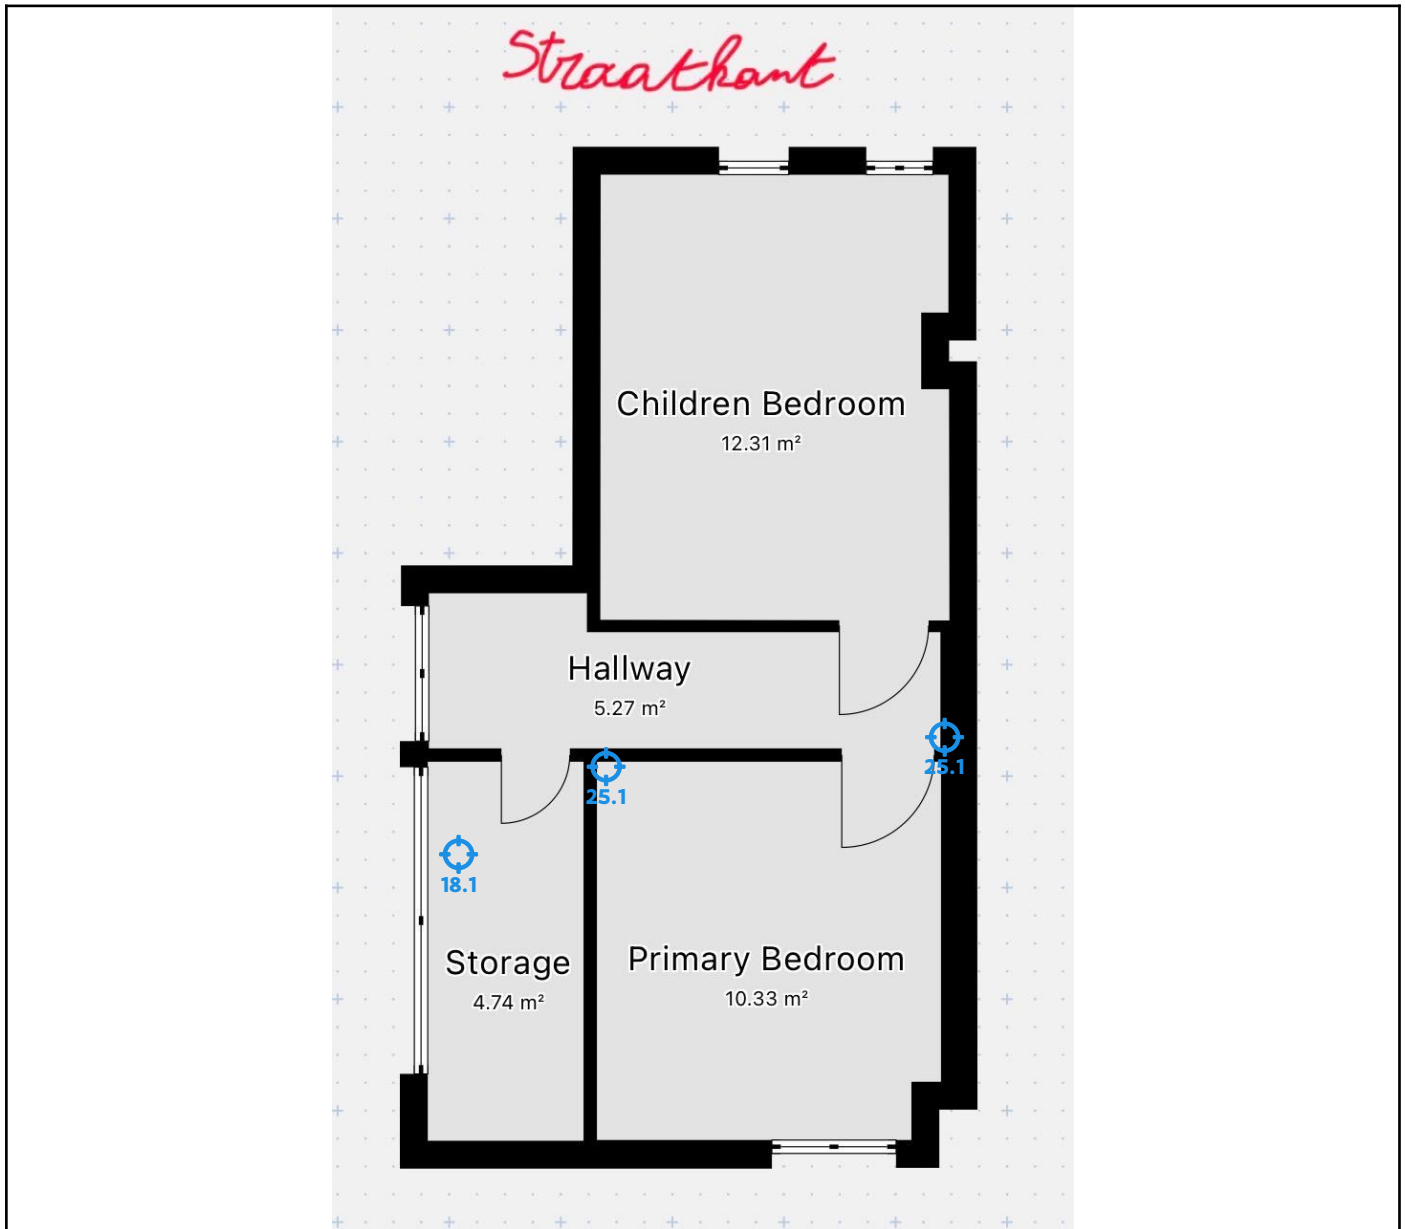 Straatkant
Children Bedroom
12.31 m²
Hallway
5.27 m²
25.1
25.1
18.1
Storage
4.74 m²
Primary Bedroom
10.33 m²